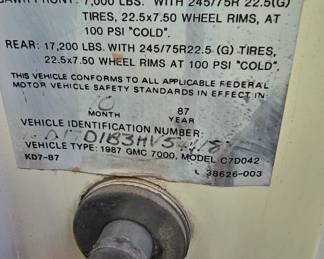 GAWR: FRONT: 7,000 LBS. WITH 245/75R 22.5(G)
TIRES, 22.5x7.50 WHEEL RIMS, AT
100 PSI "COLD".
REAR: 17,200 LBS. WITH 245/75R22.5 (G) TIRES,
22.5x7.50 WHEEL RIMS AT 100 PSI "COLD".
THIS VEHICLE CONFORMS TO ALL APPLICABLE FEDERAL
MOTOR VEHICLE SAFETY STANDARDS IN EFFECT IN:
87
MONTH YEAR
VEHICLE IDENTIFICATION NUMBER:
VEHICLE TYPE: 1987 GMC 7000, MODEL C7D042
KD7-87 38626-003